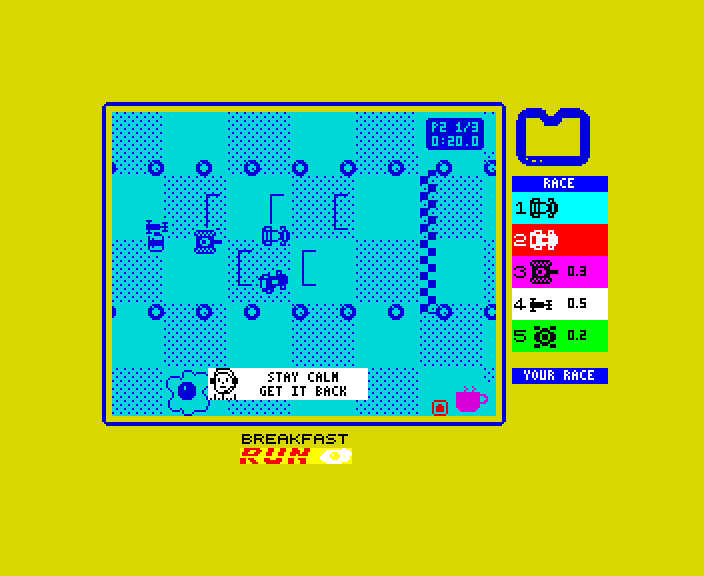 P2 1/3
0:20.0
RACE
1
2
3 0.3
4 0.5
5 0.2
YOUR RACE
STAY CALM
GET IT BACK
BREAKFAST
RUN